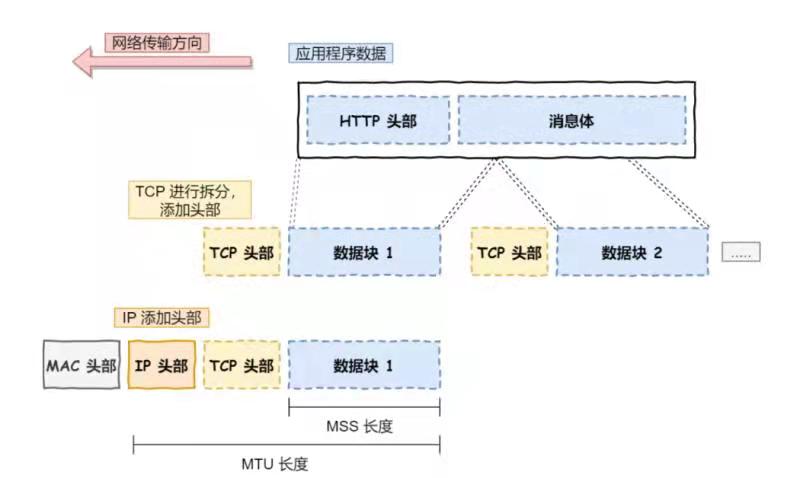 网络传输方向
应用程序数据
HTTP 头部
消息体
TCP 进行拆分，
添加头部
TCP 头部
数据块 1
TCP 头部
数据块 2
.....
IP 添加头部
MAC 头部
IP 头部
TCP 头部
数据块 1
MSS 长度
MTU 长度